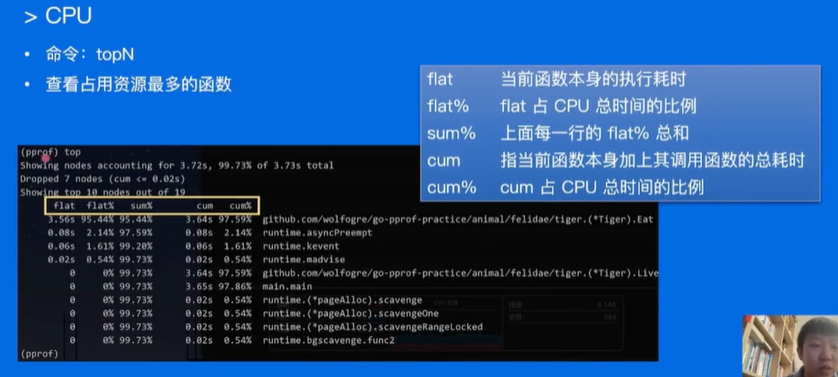 > CPU
• 命令：topN
• 查看占用资源最多的函数
flat 当前函数本身的执行耗时
flat% flat 占 CPU 总时间的比例
sum% 上面每一行的 flat% 总和
cum 指当前函数本身加上其调用函数的总耗时
cum% cum 占 CPU 总时间的比例
(pprof) top
Showing nodes accounting for 3.72s, 99.73% of 3.73s total
Dropped 7 nodes (cum <= 0.02s)
Showing top 10 nodes out of 19
flat flat% sum% cum cum%
3.56s 95.44% 95.44% 3.64s 97.59% github.com/wolfogre/go-pprof-practice/animal/felidae/tiger.(*Tiger).Eat
0.08s 2.14% 97.59% 0.08s 2.14% runtime.asyncPreempt
0.06s 1.61% 99.20% 0.06s 1.61% runtime.kevent
0.02s 0.54% 99.73% 0.02s 0.54% runtime.madvise
0 0% 99.73% 3.64s 97.59% github.com/wolfogre/go-pprof-practice/animal/felidae/tiger.(*Tiger).Live
0 0% 99.73% 3.65s 97.86% main.main
0 0% 99.73% 0.02s 0.54% runtime.(*pageAlloc).scavenge
0 0% 99.73% 0.02s 0.54% runtime.(*pageAlloc).scavengeOne
0 0% 99.73% 0.02s 0.54% runtime.(*pageAlloc).scavengeRangeLocked
0 0% 99.73% 0.02s 0.54% runtime.bgscavenge.func2
(pprof)